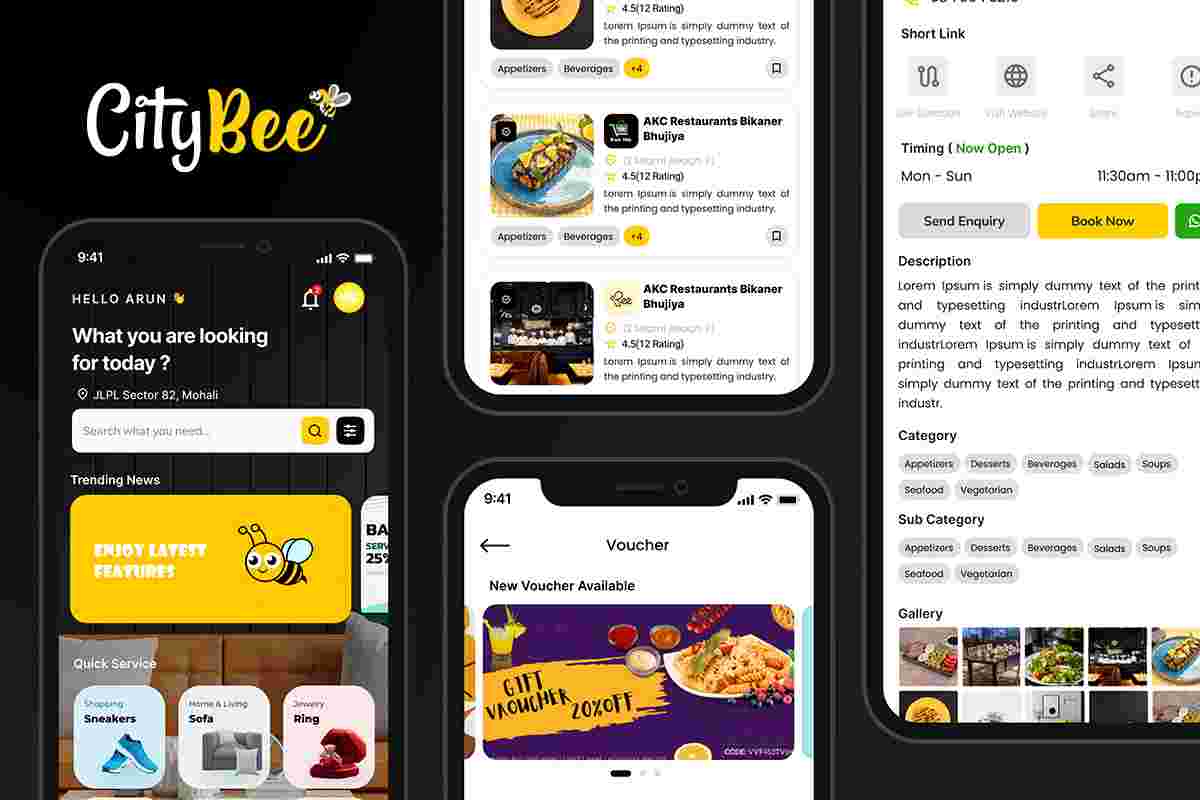 CityBee
9:41
HELLO ARUN
2
What you are looking
for today ?
JLPL Sector 82, Mohali
Search what you need...
Trending News
ENJOY LATEST
FEATURES
BA
SERV
25%
Quick Service
Shopping
Sneakers
Home & Living
Sofa
Jewelry
Ring
4.5(12 Rating)
Lorem Ipsum is simply dummy text of
the printing and typesetting industry.
Appetizers
Beverages
+4
AKC Restaurants Bikaner
Bhujiya
4.5(12 Rating)
Lorem Ipsum is simply dummy text of
the printing and typesetting industry.
Appetizers
Beverages
+4
Bee
AKC Restaurants Bikaner
Bhujiya
4.5(12 Rating)
Lorem Ipsum is simply dummy text of
the printing and typesetting industry.
9:41
Voucher
New Voucher Available
GIFT
VAOUCHER
20%OFF
CODE:
Short Link
Visit Website
Share
Timing ( Now Open )
Mon - Sun
11:30am - 11:00p
Send Enquiry
Book Now
Description
Lorem Ipsum is simply dummy text of the print
and typesetting industrLorem Ipsum is sim
dummy text of the printing and typesett
industrLorem Ipsum is simply dummy text of
printing and typesetting industrLorem Ipsu
simply dummy text of the printing and typesett
industr.
Category
Appetizers
Desserts
Beverages
Salads
Soups
Seafood
Vegetarian
Sub Category
Appetizers
Desserts
Beverages
Salads
Soups
Seafood
Vegetarian
Gallery